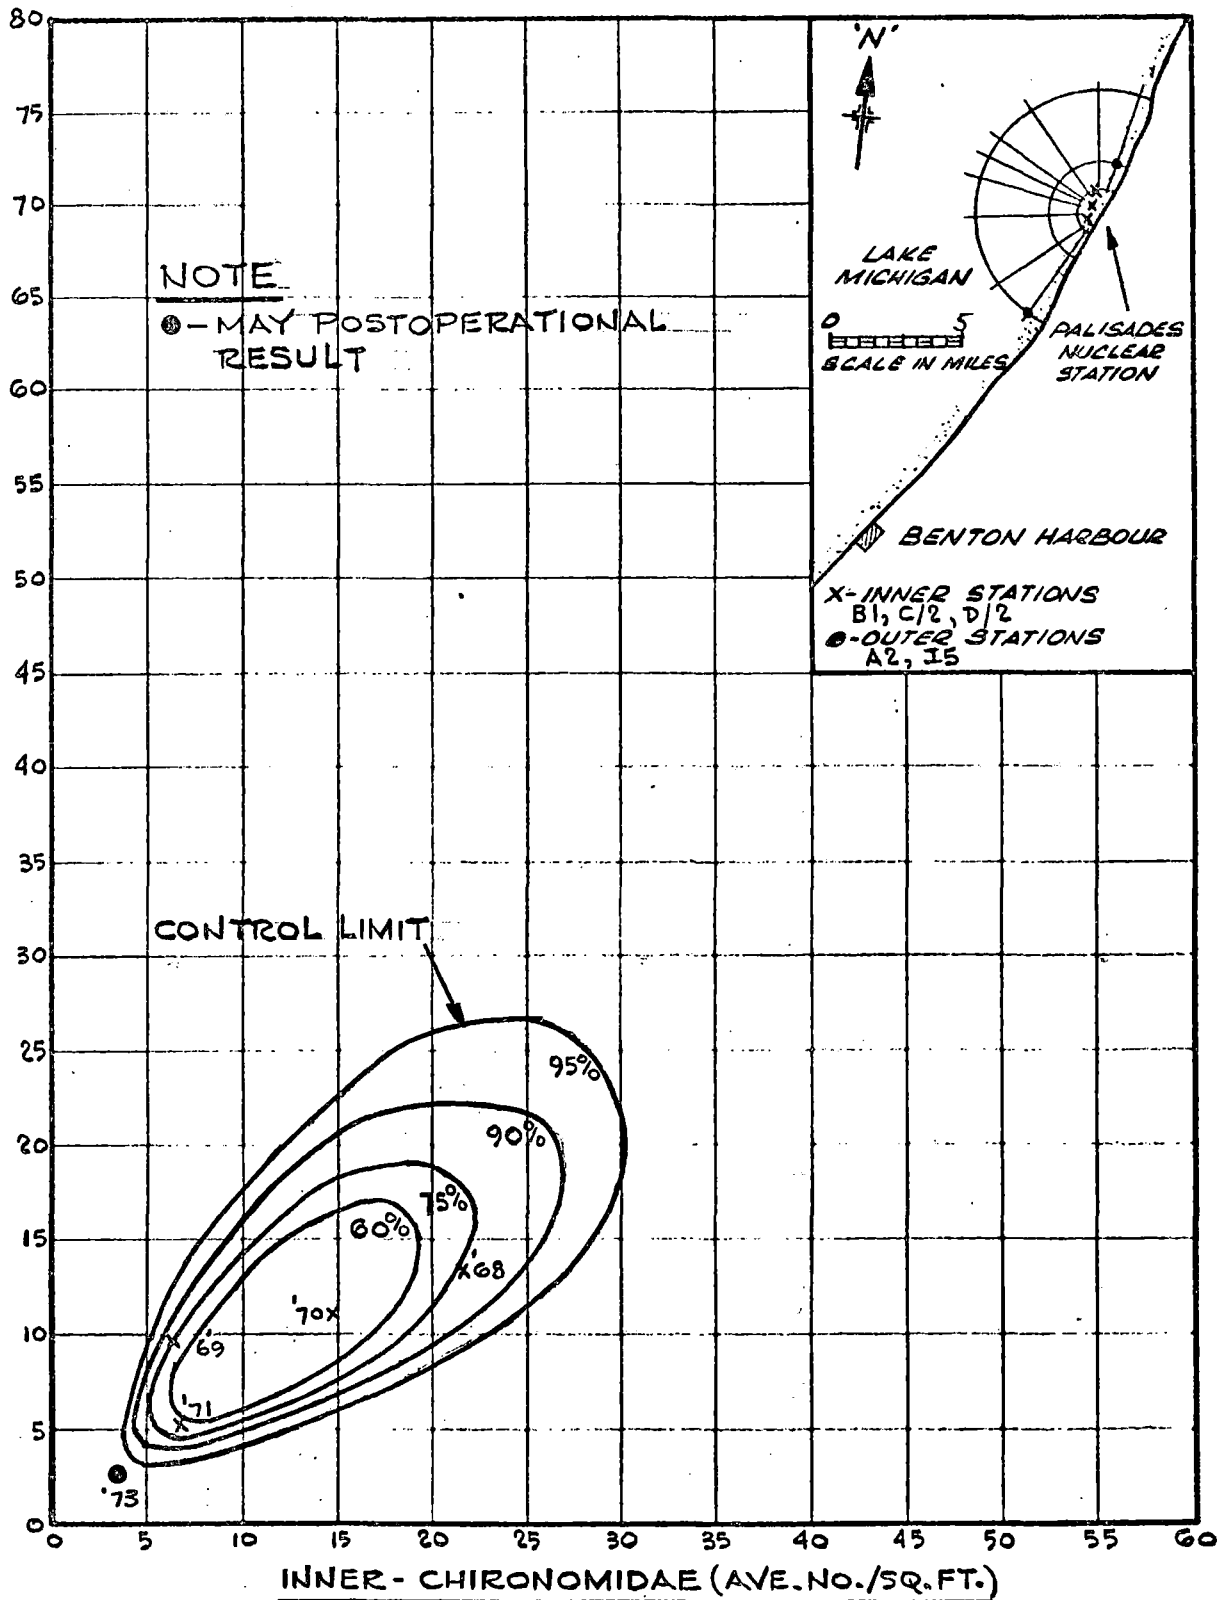 80
75
70
65
60
55
50
45
40
35
30
25
20
15
10
5
0
NOTE
●-MAY POSTOPERATIONAL
RESULT
'N'
LAKE
MICHIGAN
0 5
SCALE IN MILES
PALISADES
NUCLEAR
STATION
BENTON HARBOUR
X-INNER STATIONS
B1, C/2, D/2
●-OUTER STATIONS
A2, I5
CONTROL LIMIT
95%
90%
75%
60%
'68
'70
'69
'71
'73
0 5 10 15 20 25 30 35 40 45 50 55 60
INNER-CHIRONOMIDAE (AVE.NO./SQ.FT.)